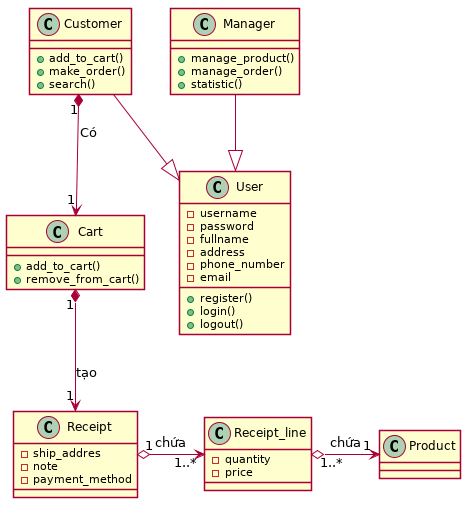 C Customer
add_to_cart()
make_order()
search()
C Manager
manage_product()
manage_order()
statistic()
1
Có
1
C User
username
password
fullname
address
phone_number
email
register()
login()
logout()
C Cart
add_to_cart()
remove_from_cart()
1
tạo
1
C Receipt
ship_addres
note
payment_method
1 chứa
1..*
C Receipt_line
quantity
price
chứa 1
1..*
C Product